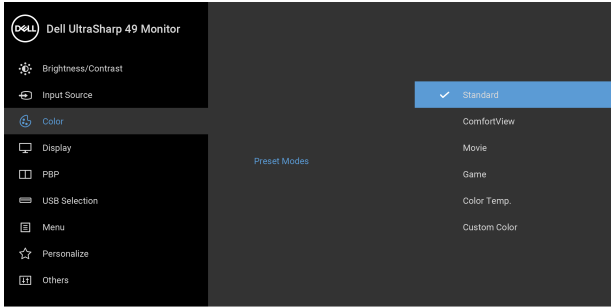 DELL
Dell UltraSharp 49 Monitor
Brightness/Contrast
Input Source
Color
Display
PBP
USB Selection
Menu
Personalize
Others
Preset Modes
Standard
ComfortView
Movie
Game
Color Temp.
Custom Color